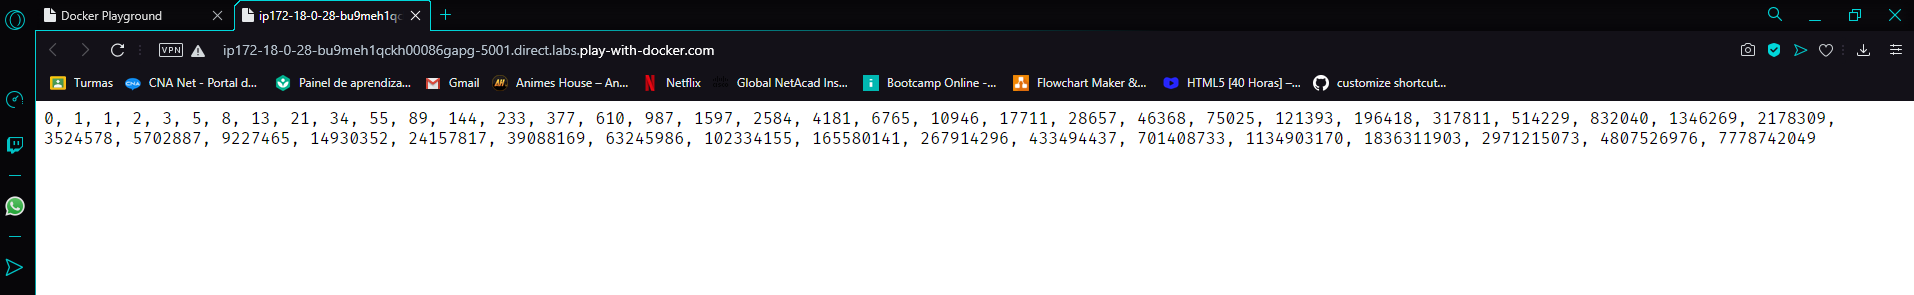 Docker Playground
ip172-18-0-28-bu9meh1qc
VPN ip172-18-0-28-bu9meh1qckh00086gapg-5001.direct.labs.play-with-docker.com
Turmas CNA Net - Portal d... Painel de aprendiza... Gmail Animes House – An... Netflix Global NetAcad Ins... Bootcamp Online -... Flowchart Maker &... HTML5 [40 Horas] –... customize shortcut...
0, 1, 1, 2, 3, 5, 8, 13, 21, 34, 55, 89, 144, 233, 377, 610, 987, 1597, 2584, 4181, 6765, 10946, 17711, 28657, 46368, 75025, 121393, 196418, 317811, 514229, 832040, 1346269, 2178309,
3524578, 5702887, 9227465, 14930352, 24157817, 39088169, 63245986, 102334155, 165580141, 267914296, 433494437, 701408733, 1134903170, 1836311903, 2971215073, 4807526976, 7778742049